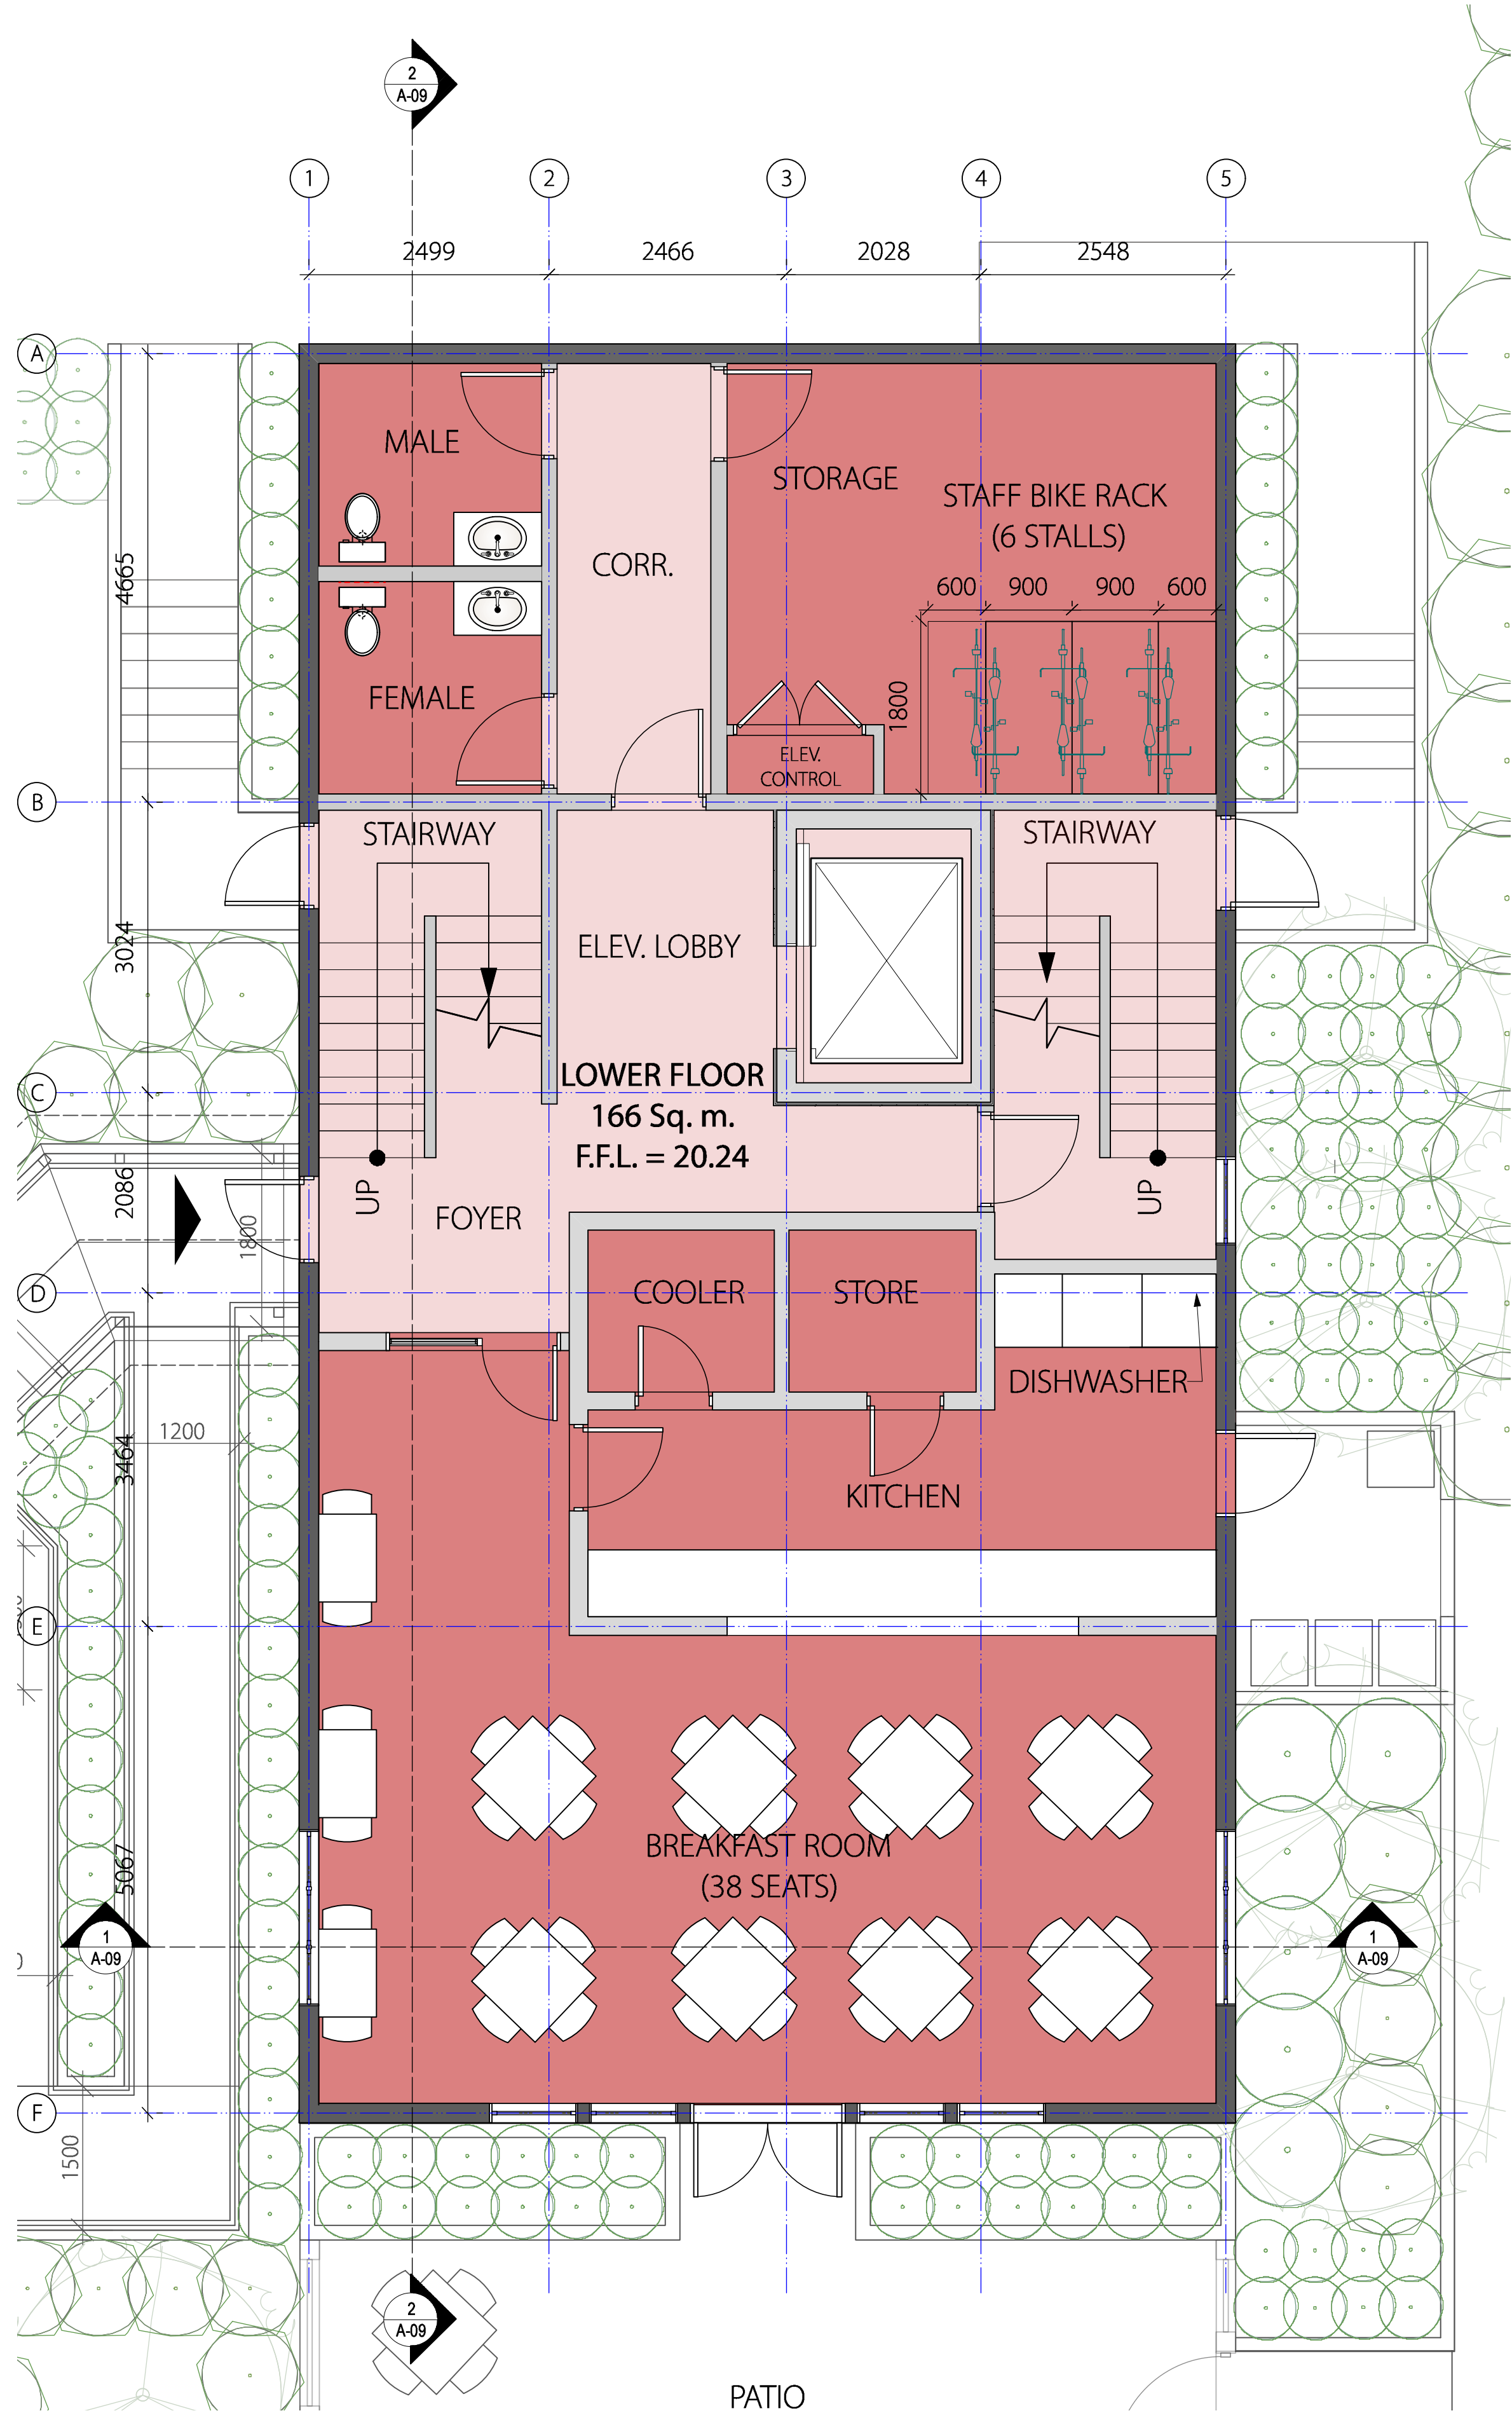 2
A-09
1
2
3
4
5
2499
2466
2028
2548
A
MALE
STORAGE
STAFF BIKE RACK
(6 STALLS)
CORR.
4665
600
900
900
600
FEMALE
1800
ELEV.
CONTROL
B
STAIRWAY
STAIRWAY
3024
ELEV. LOBBY
C
LOWER FLOOR
166 Sq. m.
F.F.L. = 20.24
2086
UP
UP
FOYER
1800
D
COOLER
STORE
DISHWASHER
1200
3464
KITCHEN
E
BREAKFAST ROOM
(38 SEATS)
5067
1
A-09
1
A-09
F
1500
2
A-09
PATIO